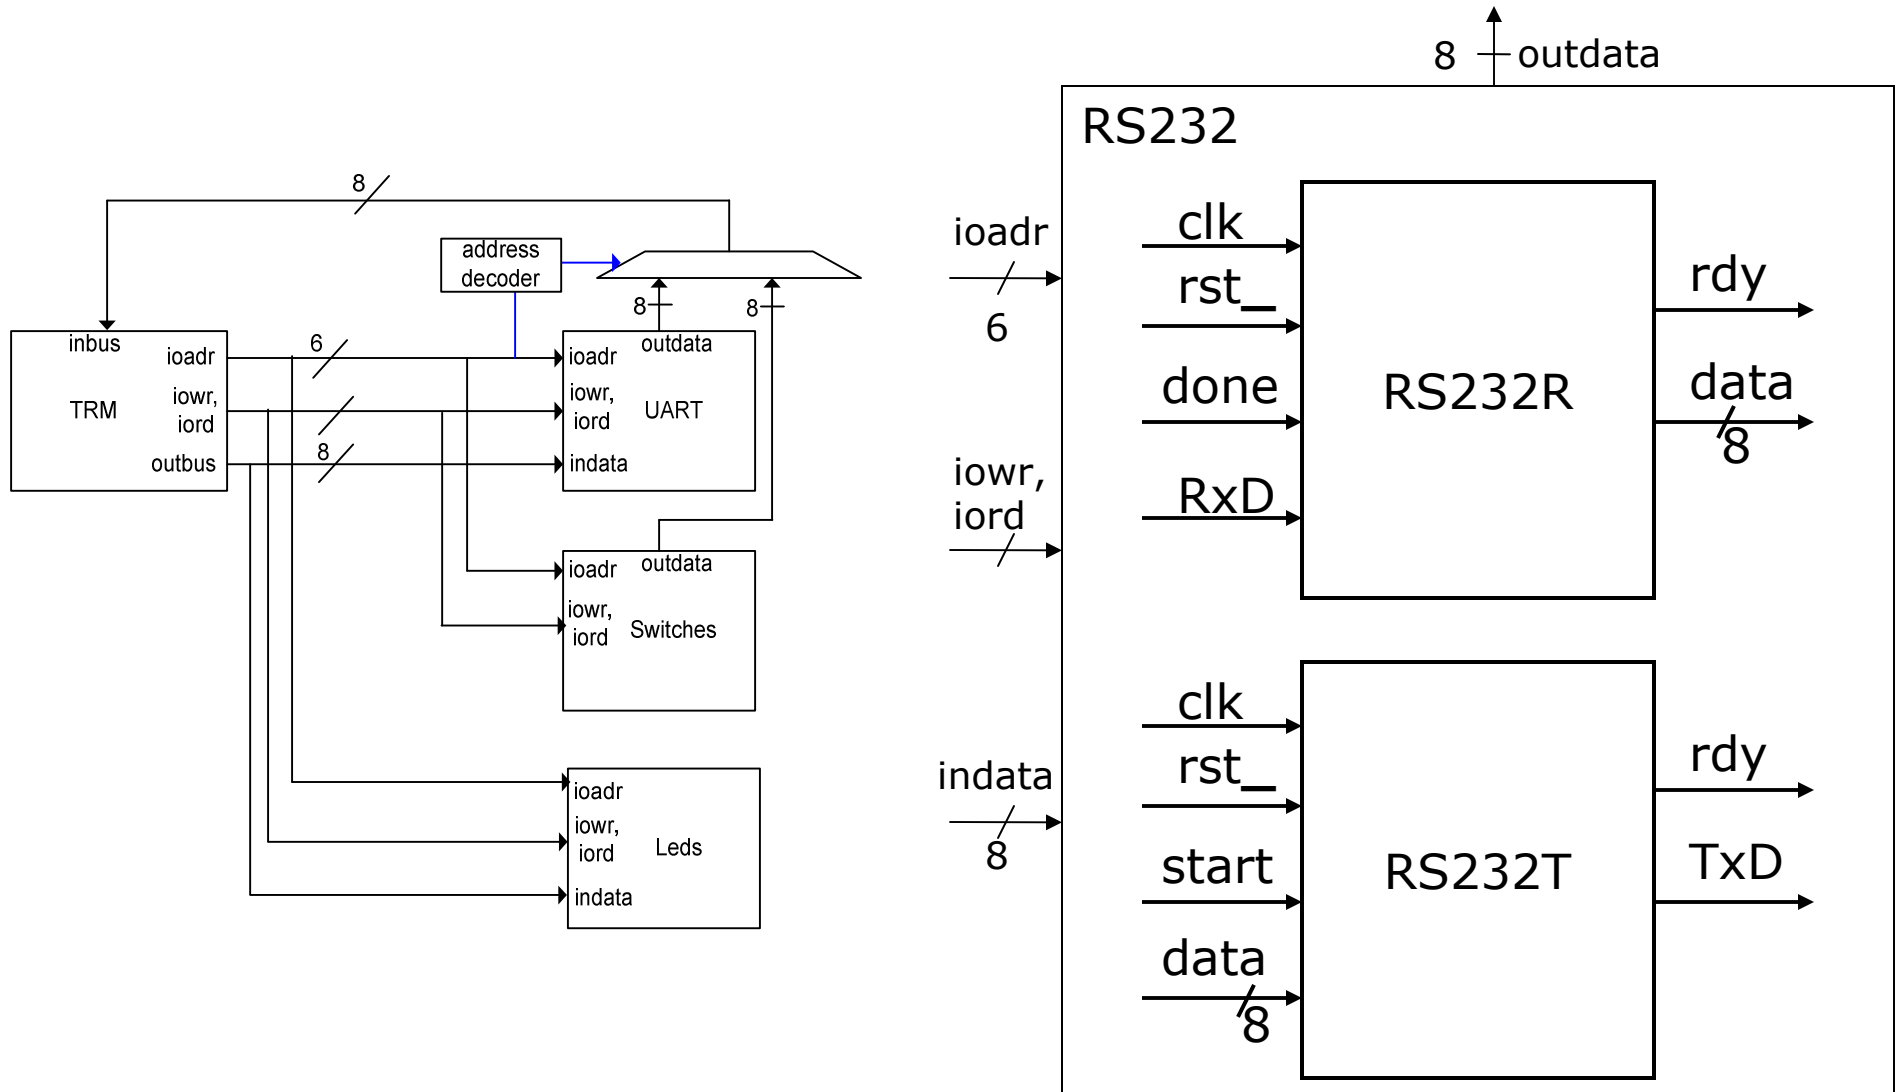 8
address
decoder
8
8
inbus
ioadr
TRM
iowr,
iord
outbus
6
8
outdata
ioadr
iowr,
iord
UART
indata
outdata
ioadr
iowr,
iord
Switches
ioadr
iowr,
iord
Leds
indata
8
outdata
RS232
ioadr
6
iowr,
iord
indata
8
clk
rst_
done
RxD
RS232R
rdy
data
8
clk
rst_
start
data
8
RS232T
rdy
TxD